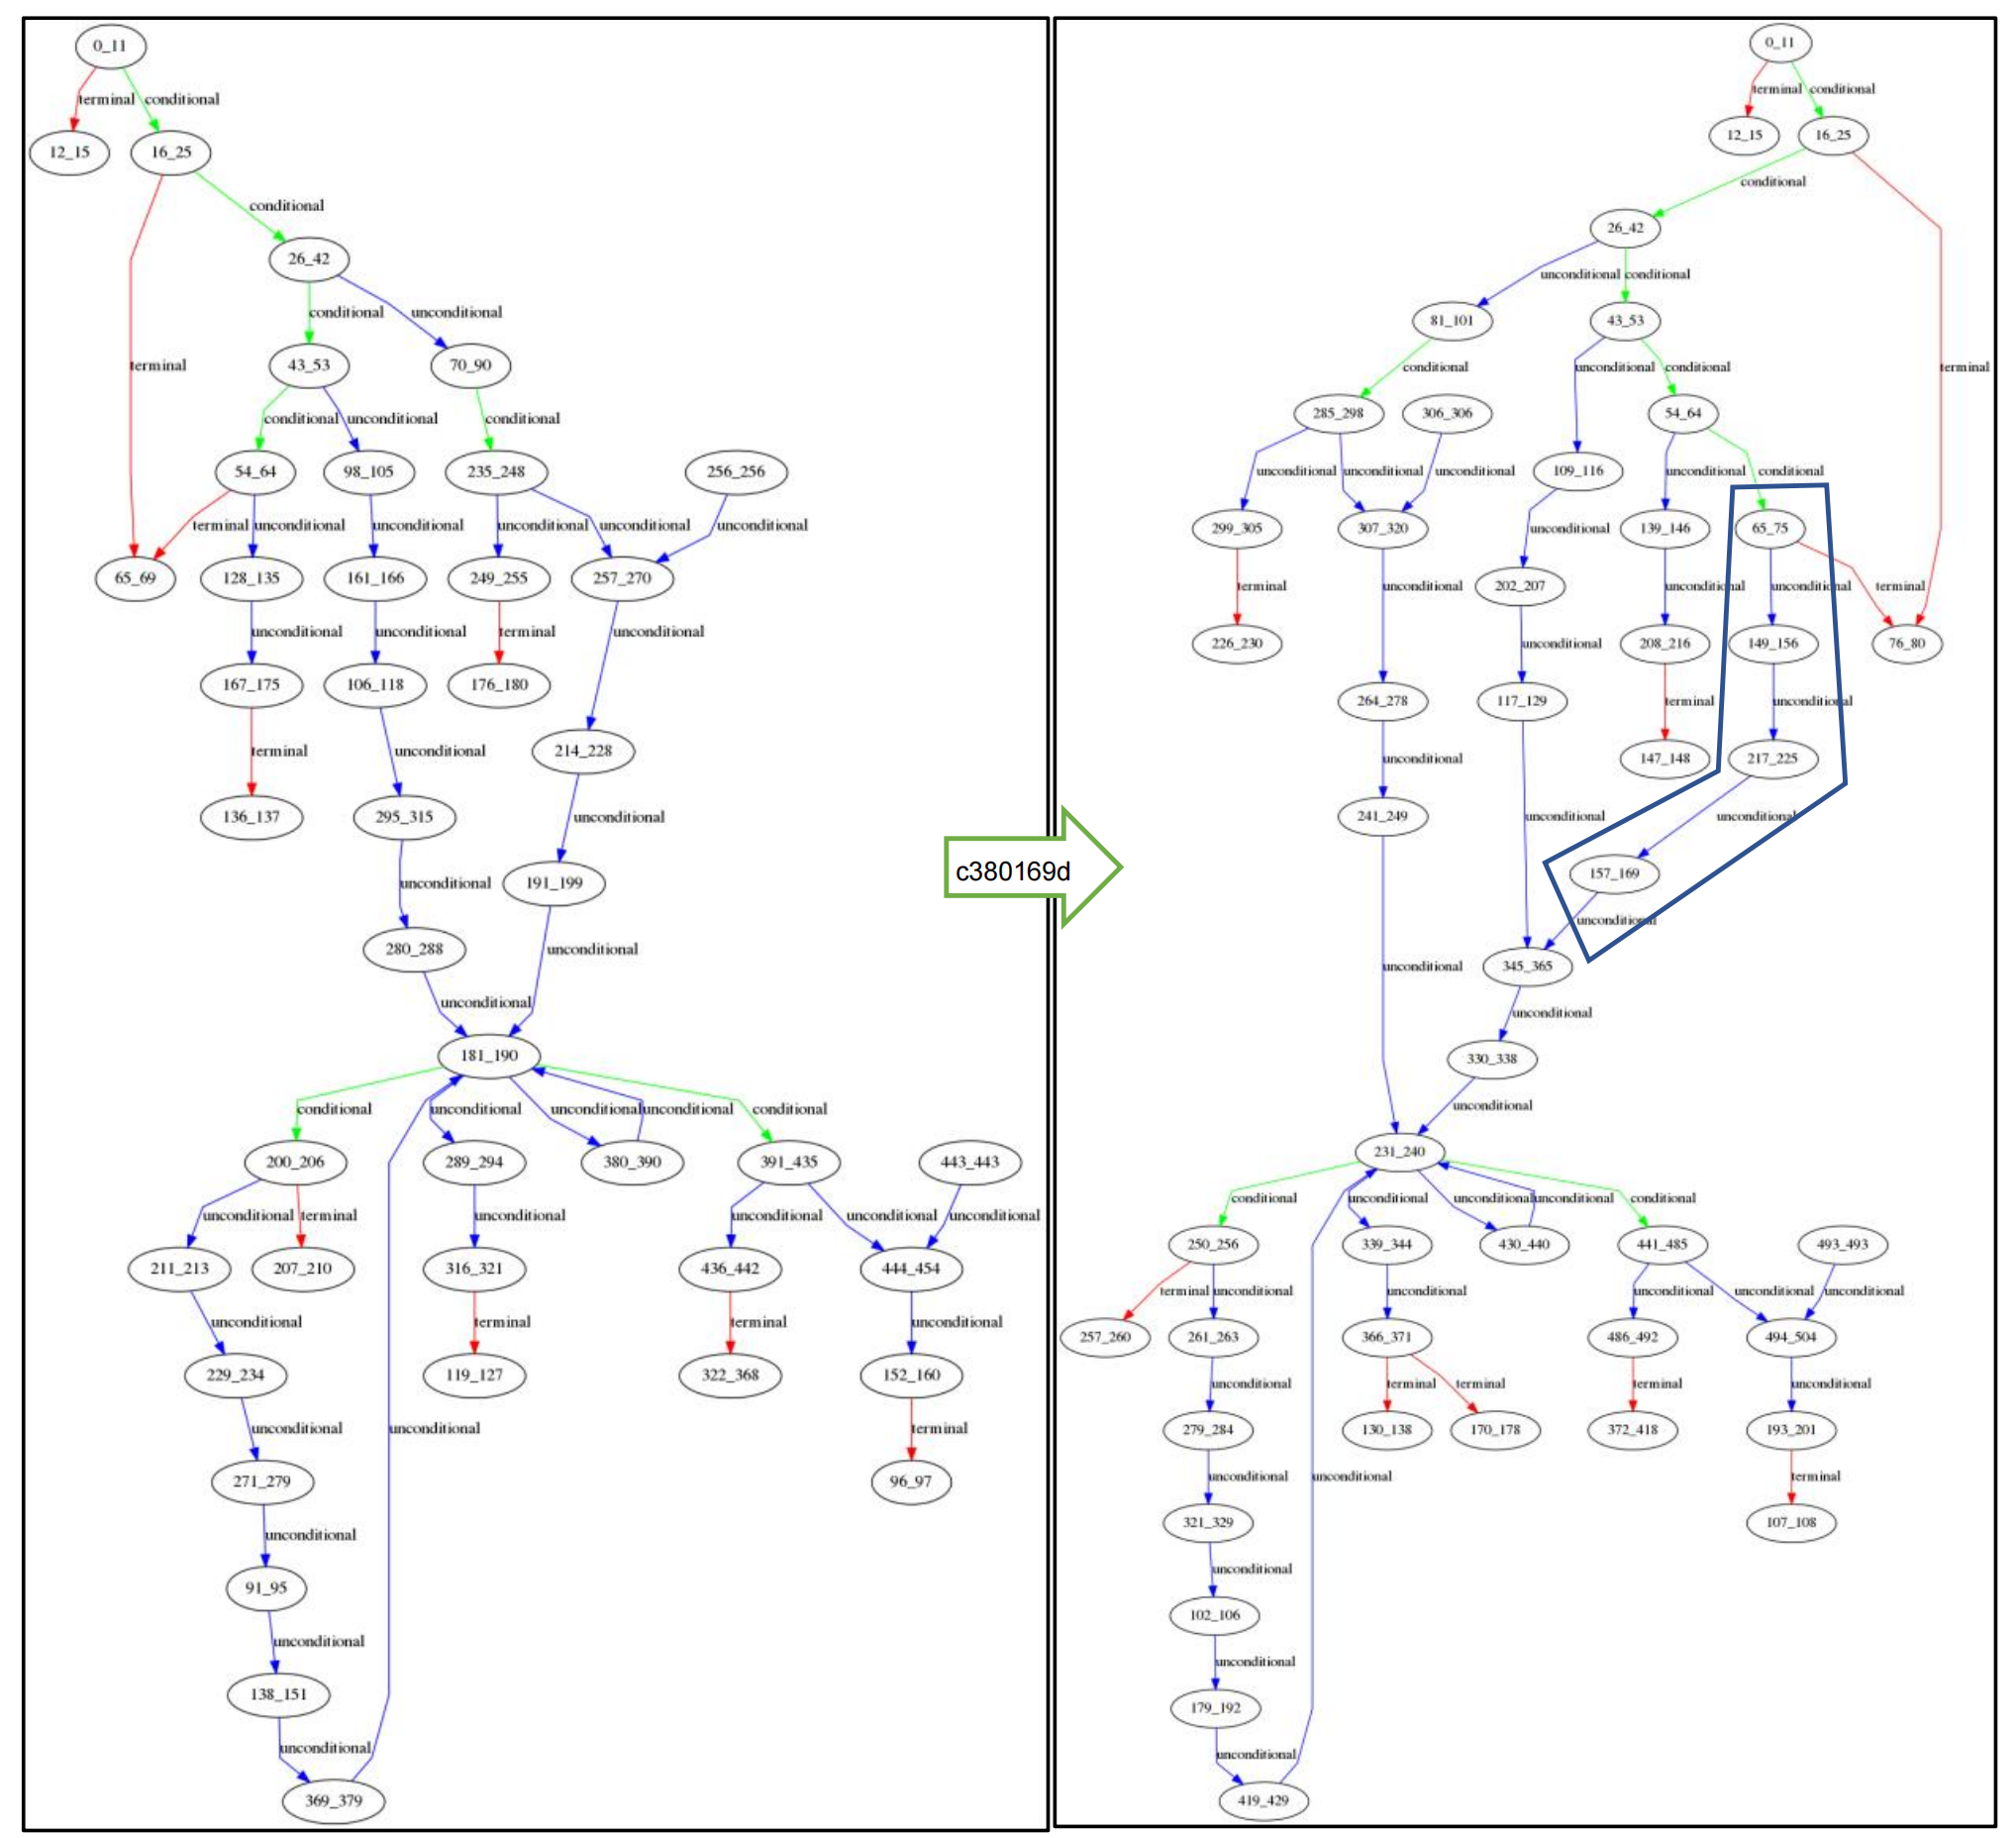 0_11
terminal conditional
12_15 16_25
conditional
26_42
conditional unconditional
terminal 43_53 70_90
conditional unconditional conditional
54_64 98_105 235_248 256_256
terminal unconditional unconditional unconditional unconditional unconditional
65_69 128_135 161_166 249_255 257_270
unconditional unconditional terminal unconditional
167_175 106_118 176_180
terminal unconditional 214_228
136_137 295_315 unconditional
unconditional 191_199
280_288 unconditional
unconditional
181_190
conditional unconditional unconditional unconditional conditional
200_206 289_294 380_390 391_435 443_443
unconditional terminal unconditional unconditional unconditional unconditional
211_213 207_210 316_321 436_442 444_454
unconditional terminal terminal unconditional
229_234 119_127 322_368 152_160
unconditional unconditional terminal
271_279 96_97
unconditional
91_95
unconditional
138_151
unconditional
369_379
c380169d
0_11
terminal conditional
12_15 16_25
conditional
26_42
unconditional conditional
81_101 43_53
conditional unconditional conditional terminal
285_298 306_306 54_64
unconditional unconditional unconditional 109_116 unconditional conditional
299_305 307_320 unconditional 139_146 65_75
terminal unconditional 202_207 unconditional unconditional terminal
226_230 unconditional 208_216 149_156 76_80
264_278 117_129 terminal unconditional
unconditional 147_148 217_225
241_249 unconditional unconditional
157_169
unconditional
unconditional 345_365
unconditional
330_338
unconditional
231_240
conditional unconditional unconditional unconditional conditional
250_256 339_344 430_440 441_485 493_493
terminal unconditional unconditional unconditional unconditional unconditional
257_260 261_263 366_371 486_492 494_504
unconditional terminal terminal terminal unconditional
279_284 130_138 170_178 372_418 193_201
unconditional unconditional terminal
321_329 107_108
unconditional
102_106
unconditional
179_192
unconditional
419_429